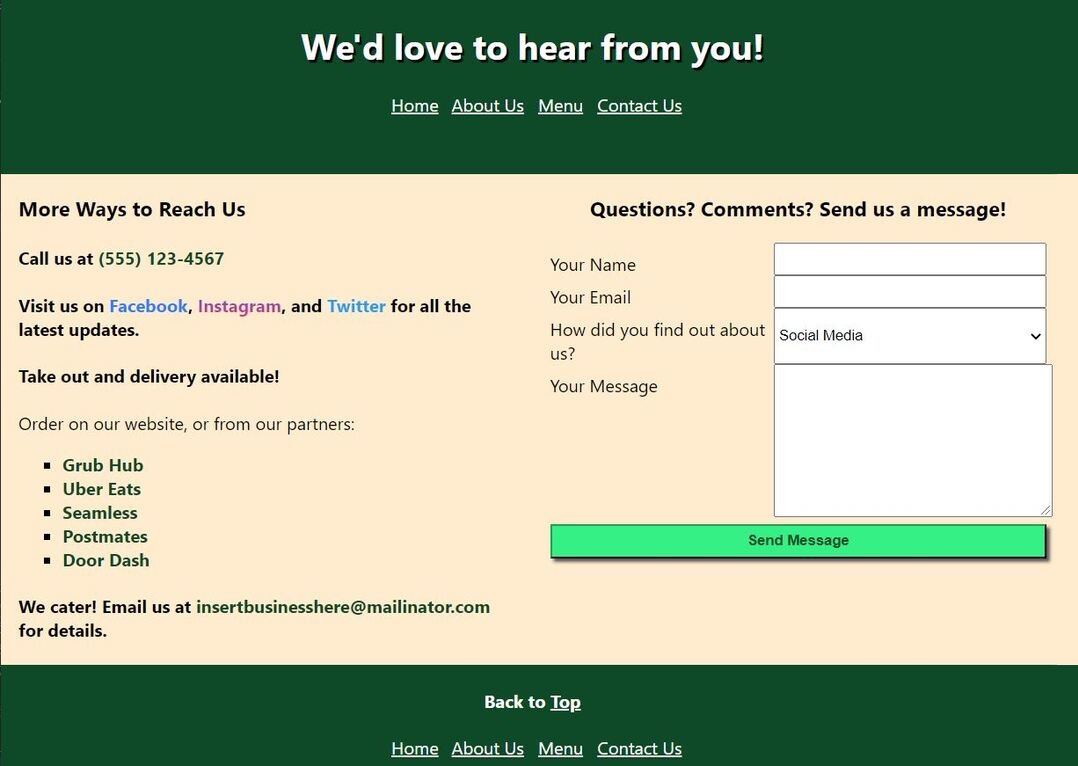 We'd love to hear from you!
Home About Us Menu Contact Us
More Ways to Reach Us
Call us at (555) 123-4567
Visit us on Facebook, Instagram, and Twitter for all the
latest updates.
Take out and delivery available!
Order on our website, or from our partners:
Grub Hub
Uber Eats
Seamless
Postmates
Door Dash
We cater! Email us at insertbusinesshere@mailinator.com
for details.
Questions? Comments? Send us a message!
Your Name
Your Email
How did you find out about
us?
Social Media
Your Message
Send Message
Back to Top
Home About Us Menu Contact Us